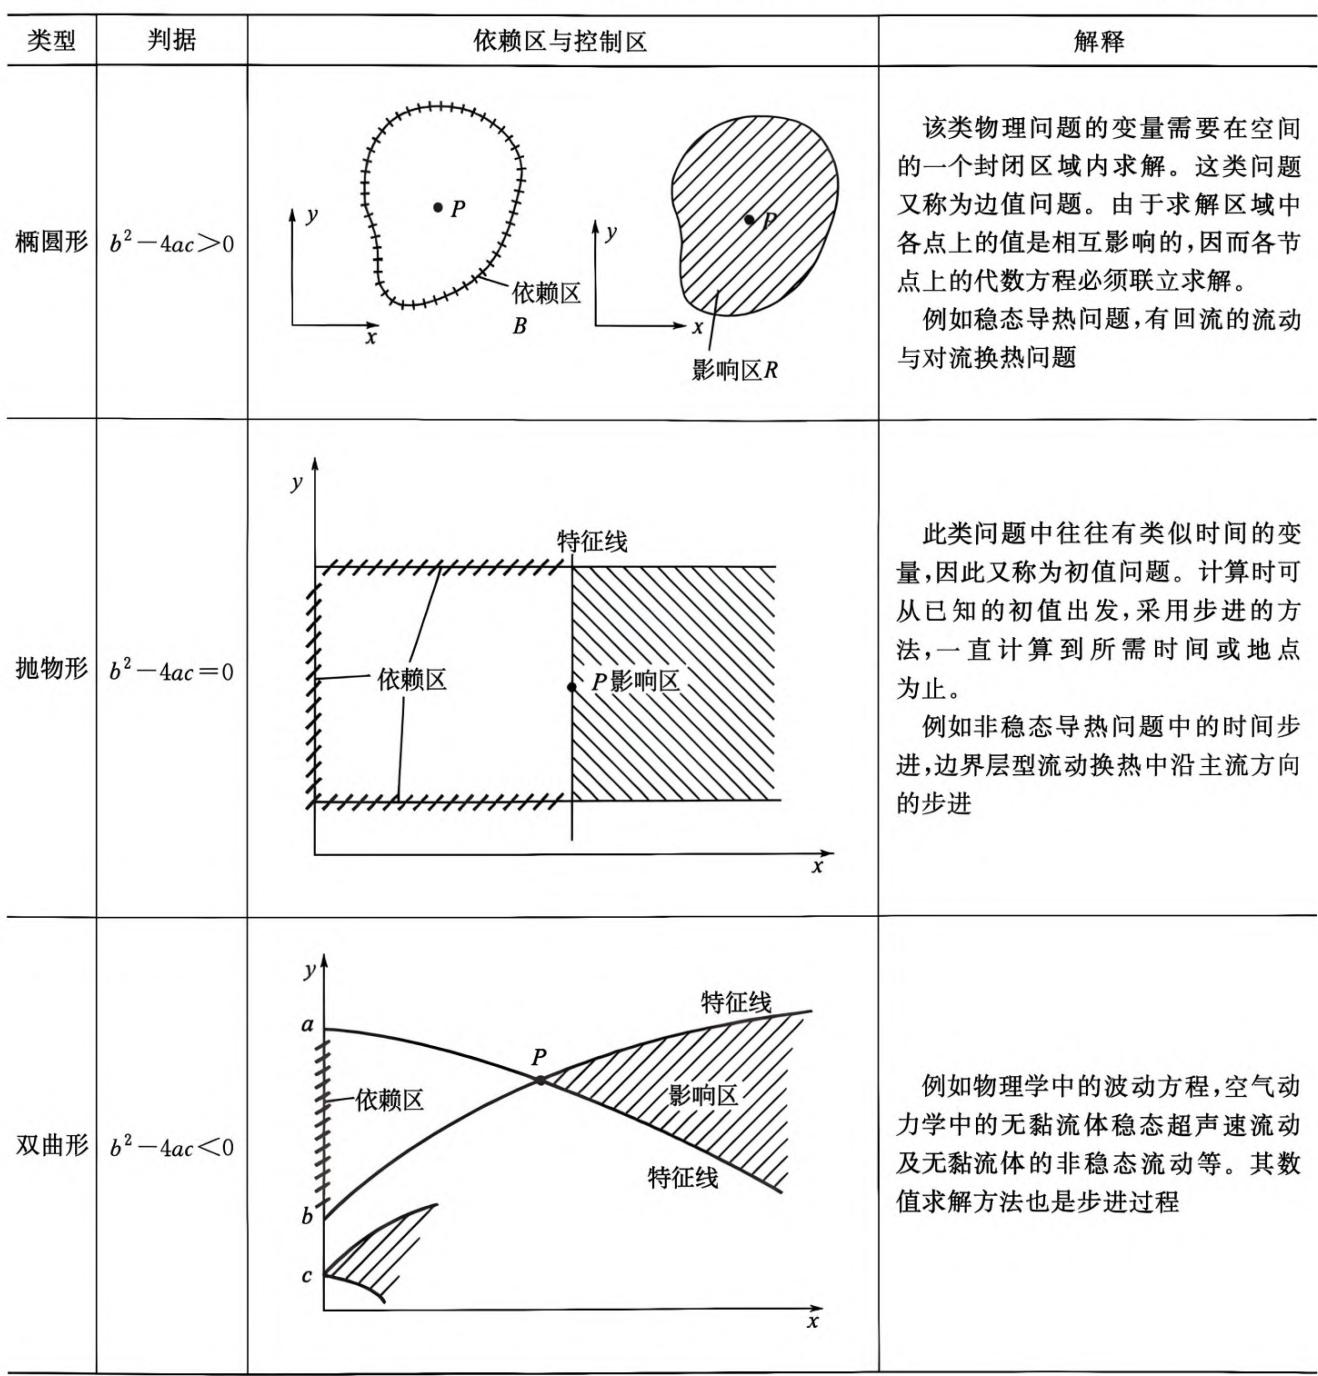 类型 判据 依赖区与控制区 解释
椭圆形 b²－4ac＞0
y
P
x
依赖区
B
y
P
x
影响区R
该类物理问题的变量需要在空间
的一个封闭区域内求解。这类问题
又称为边值问题。由于求解区域中
各点上的值是相互影响的,因而各节
点上的代数方程必须联立求解。
例如稳态导热问题,有回流的流动
与对流换热问题
抛物形 b²－4ac＝0
y
特征线
依赖区
P影响区
x
此类问题中往往有类似时间的变
量,因此又称为初值问题。计算时可
从已知的初值出发,采用步进的方
法,一直计算到所需时间或地点
为止。
例如非稳态导热问题中的时间步
进,边界层型流动换热中沿主流方向
的步进
双曲形 b²－4ac＜0
y
特征线
a
P
依赖区
影响区
特征线
b
c
x
例如物理学中的波动方程,空气动
力学中的无黏流体稳态超声速流动
及无黏流体的非稳态流动等。其数
值求解方法也是步进过程